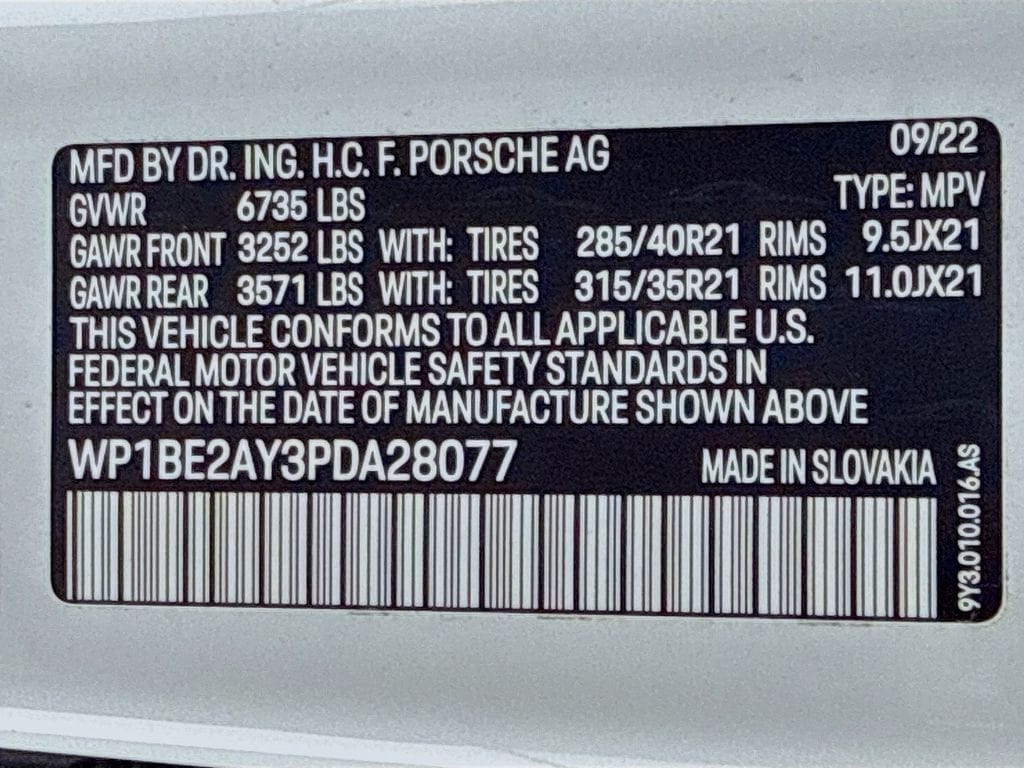 MFD BY DR. ING. H.C. F. PORSCHE AG 09/22
GVWR 6735 LBS TYPE: MPV
GAWR FRONT 3252 LBS WITH: TIRES 285/40R21 RIMS 9.5JX21
GAWR REAR 3571 LBS WITH: TIRES 315/35R21 RIMS 11.0JX21
THIS VEHICLE CONFORMS TO ALL APPLICABLE U.S.
FEDERAL MOTOR VEHICLE SAFETY STANDARDS IN
EFFECT ON THE DATE OF MANUFACTURE SHOWN ABOVE
WP1BE2AY3PDA28077 MADE IN SLOVAKIA
9Y3.010.016.AS